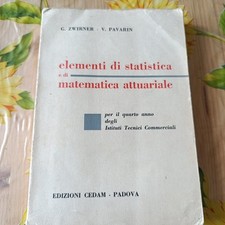 G. ZWIRNER - V. PAVARIN
elementi di statistica
e di
matematica attuariale
per il quarto anno
degli
Istituti Tecnici Commerciali
EDIZIONI CEDAM - PADOVA